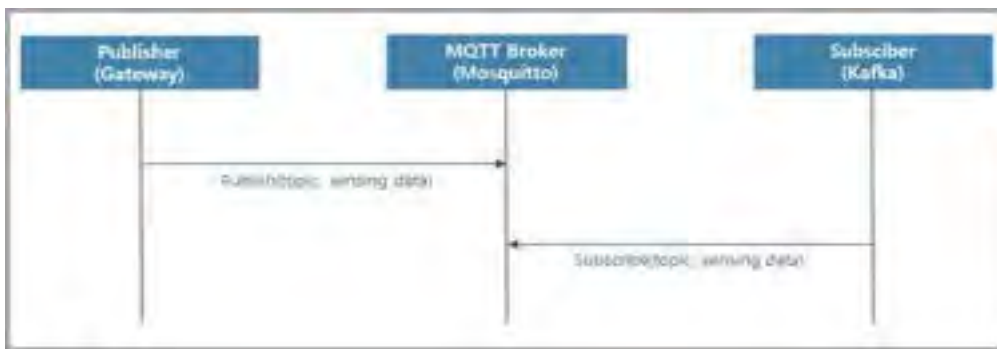 Publisher
(Gateway)
MQTT Broker
(Mosquitto)
Subsciber
(Kafka)
Publish(topic, sensing data)
Subscribe(topic, sensing data)